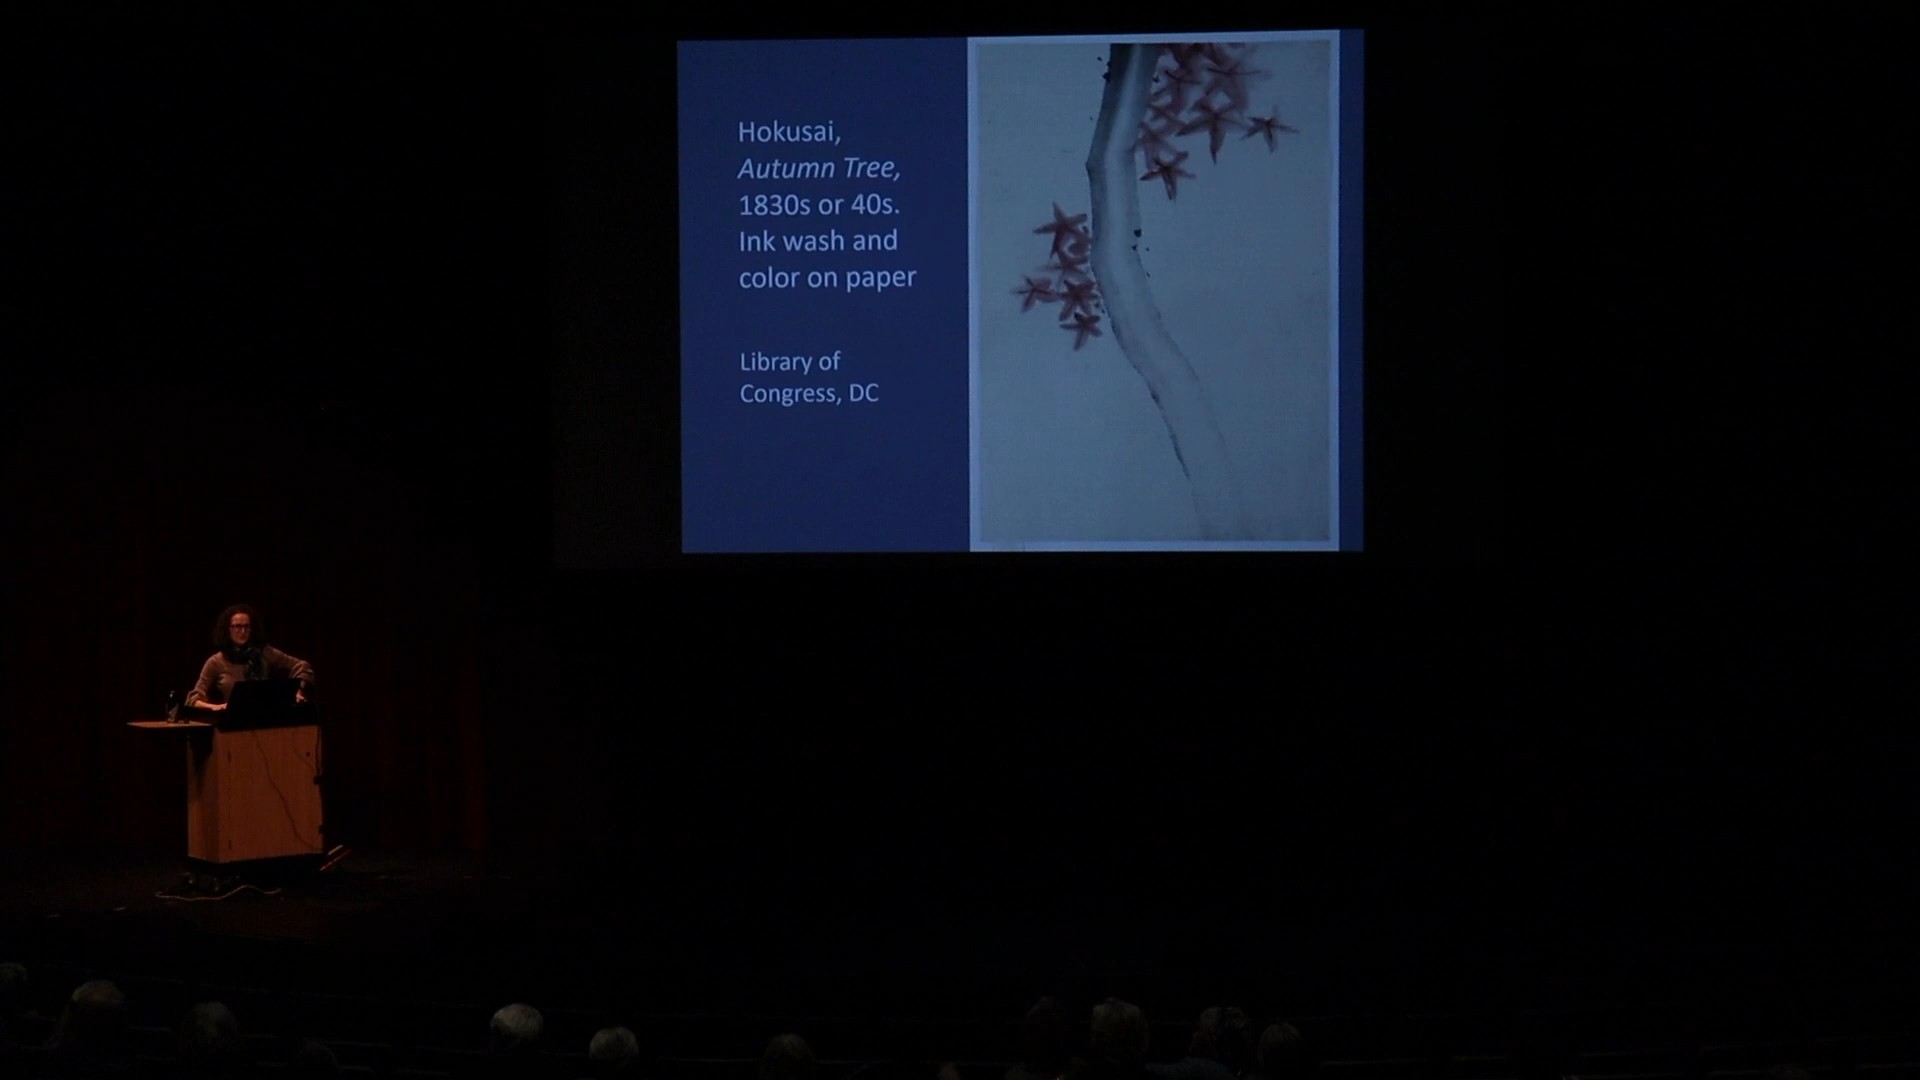 Hokusai,
Autumn Tree,
1830s or 40s.
Ink wash and
color on paper
Library of
Congress, DC